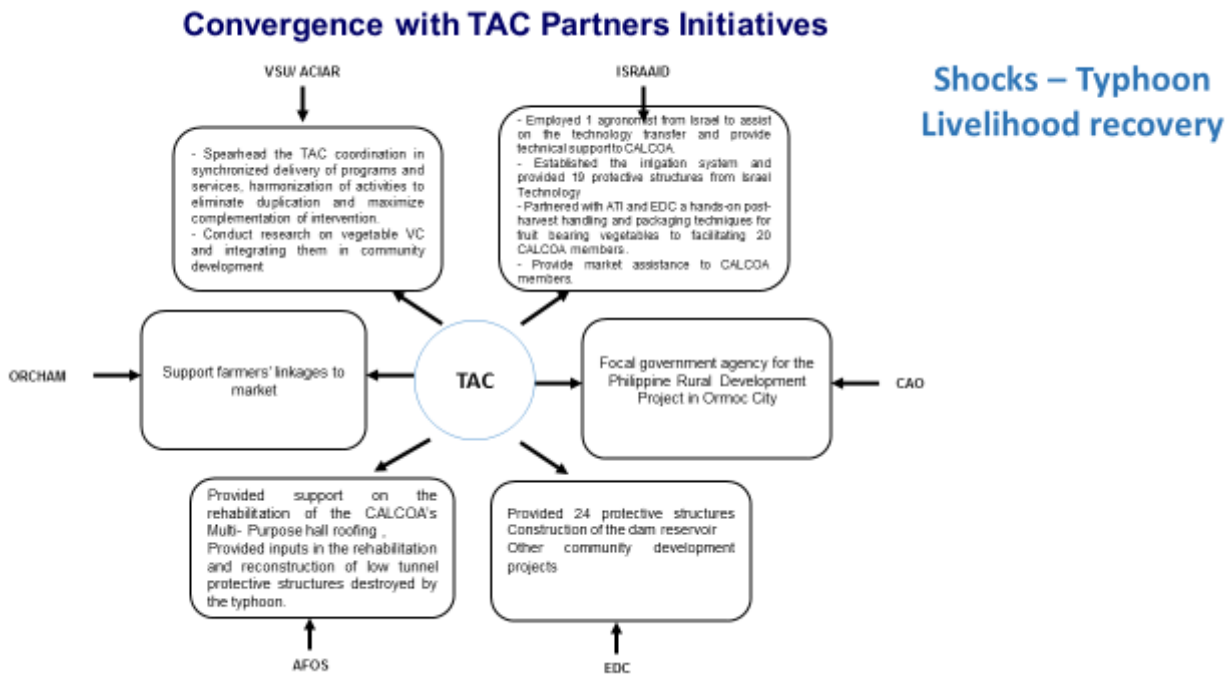 Convergence with TAC Partners Initiatives
Shocks – Typhoon
Livelihood recovery
VSU/ ACIAR
- Spearhead the TAC coordination in
synchronized delivery of programs and
services, harmonization of activities to
eliminate duplication and maximize
complementation of intervention.
- Conduct research on vegetable VC
and integrating them in community
development
ISRAAID
- Employed 1 agronomist from Israel to assist
on the technology transfer and provide
technical support to CALCOA.
- Established the irrigation system and
provided 19 protective structures from Israel
Technology
-Partnered with ATI and EDC a hands-on post-
harvest handling and packaging techniques for
fruit bearing vegetables to facilitating 20
CALCOA members.
- Provide market assistance to CALCOA
members.
ORCHAM
Support farmers' linkages to
market
TAC
Focal government agency for the
Philippine Rural Development
Project in Ormoc City
CAO
Provided support on the
rehabilitation of the CALCOA's
Multi- Purpose hall roofing ,
Provided inputs in the rehabilitation
and reconstruction of low tunnel
protective structures destroyed by
the typhoon.
AFOS
Provided 24 protective structures
Construction of the dam reservoir
Other community development
projects
EDC